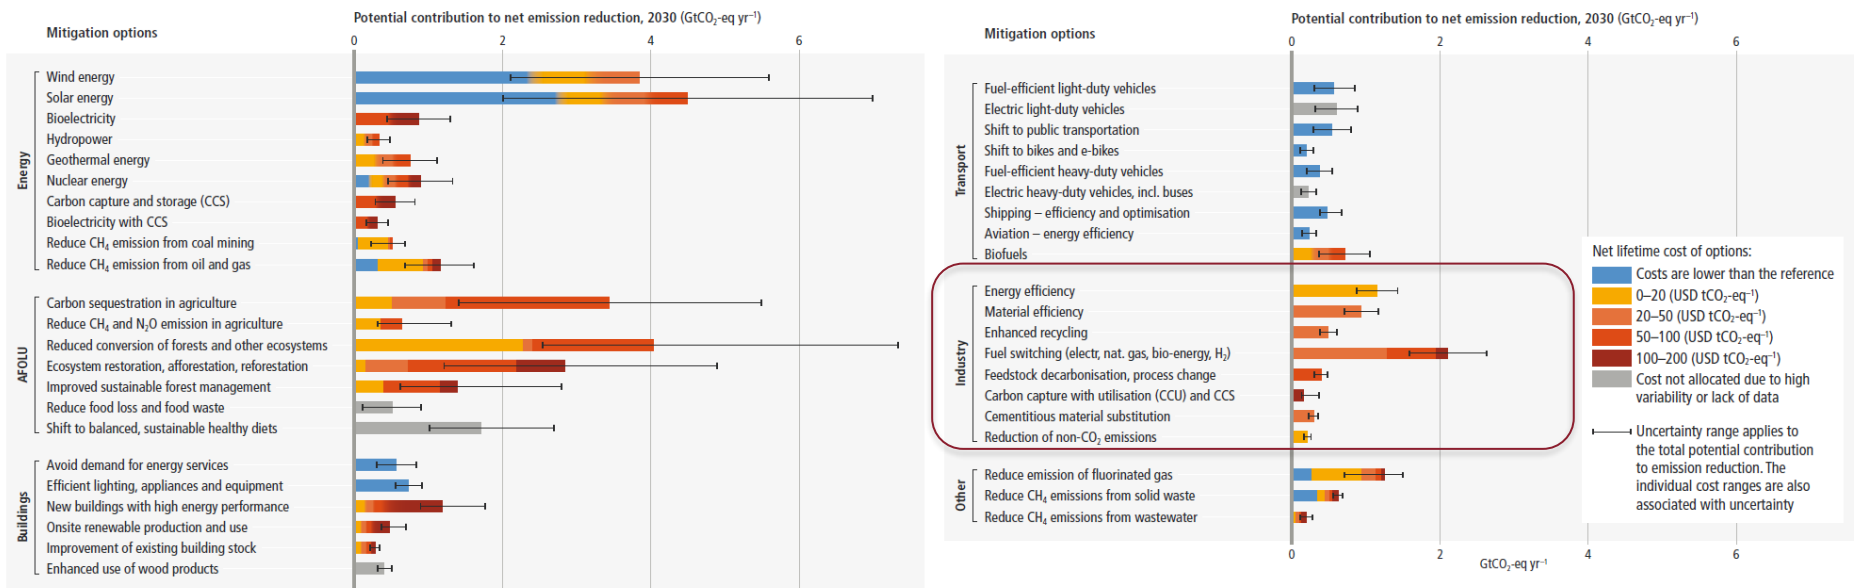 Potential contribution to net emission reduction, 2030 (GtCO₂-eq yr⁻¹)
Mitigation options
0 2 4 6
Energy
Wind energy
Solar energy
Bioelectricity
Hydropower
Geothermal energy
Nuclear energy
Carbon capture and storage (CCS)
Bioelectricity with CCS
Reduce CH₄ emission from coal mining
Reduce CH₄ emission from oil and gas
AFOLU
Carbon sequestration in agriculture
Reduce CH₄ and N₂O emission in agriculture
Reduced conversion of forests and other ecosystems
Ecosystem restoration, afforestation, reforestation
Improved sustainable forest management
Reduce food loss and food waste
Shift to balanced, sustainable healthy diets
Buildings
Avoid demand for energy services
Efficient lighting, appliances and equipment
New buildings with high energy performance
Onsite renewable production and use
Improvement of existing building stock
Enhanced use of wood products
Potential contribution to net emission reduction, 2030 (GtCO₂-eq yr⁻¹)
Mitigation options
0 2 4 6
Transport
Fuel-efficient light-duty vehicles
Electric light-duty vehicles
Shift to public transportation
Shift to bikes and e-bikes
Fuel-efficient heavy-duty vehicles
Electric heavy-duty vehicles, incl. buses
Shipping – efficiency and optimisation
Aviation – energy efficiency
Biofuels
Industry
Energy efficiency
Material efficiency
Enhanced recycling
Fuel switching (electr, nat. gas, bio-energy, H₂)
Feedstock decarbonisation, process change
Carbon capture with utilisation (CCU) and CCS
Cementitious material substitution
Reduction of non-CO₂ emissions
Other
Reduce emission of fluorinated gas
Reduce CH₄ emissions from solid waste
Reduce CH₄ emissions from wastewater
0 2 4 6
GtCO₂-eq yr⁻¹
Net lifetime cost of options:
Costs are lower than the reference
0–20 (USD tCO₂-eq⁻¹)
20–50 (USD tCO₂-eq⁻¹)
50–100 (USD tCO₂-eq⁻¹)
100–200 (USD tCO₂-eq⁻¹)
Cost not allocated due to high
variability or lack of data
Uncertainty range applies to
the total potential contribution
to emission reduction. The
individual cost ranges are also
associated with uncertainty